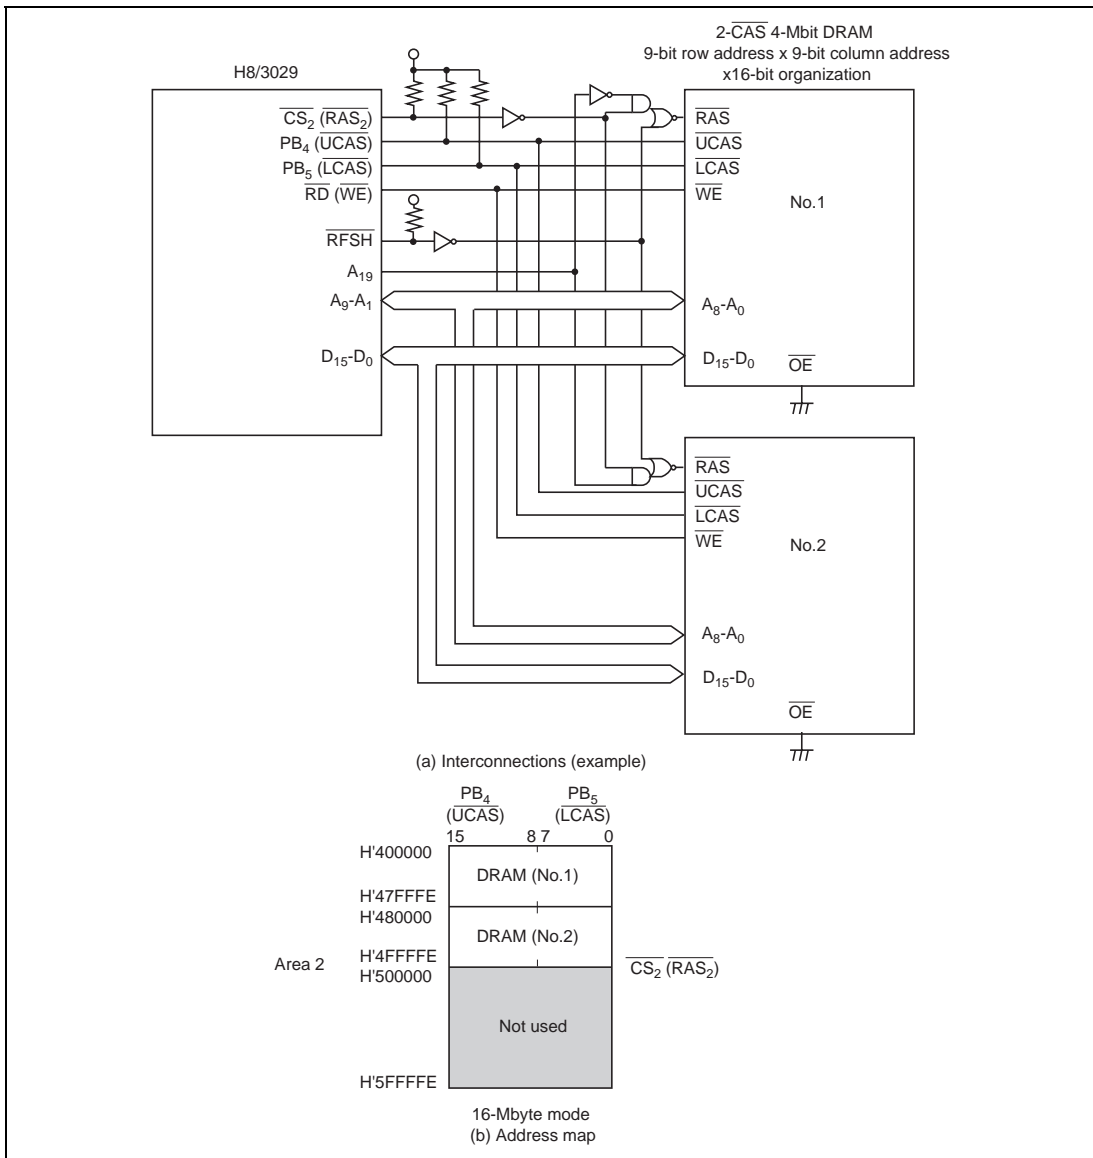 2-CAS 4-Mbit DRAM
9-bit row address x 9-bit column address
x16-bit organization
H8/3029
CS2 (RAS2)
PB4 (UCAS)
PB5 (LCAS)
RD (WE)
RFSH
A19
A9-A1
D15-D0
RAS
UCAS
LCAS
WE
No.1
A8-A0
D15-D0
OE
RAS
UCAS
LCAS
WE
No.2
A8-A0
D15-D0
OE
(a) Interconnections (example)
PB4 PB5
(UCAS) (LCAS)
15 8 7 0
H'400000
DRAM (No.1)
H'47FFFE
H'480000
DRAM (No.2)
H'4FFFFE
Area 2
CS2 (RAS2)
H'500000
Not used
H'5FFFFE
16-Mbyte mode
(b) Address map